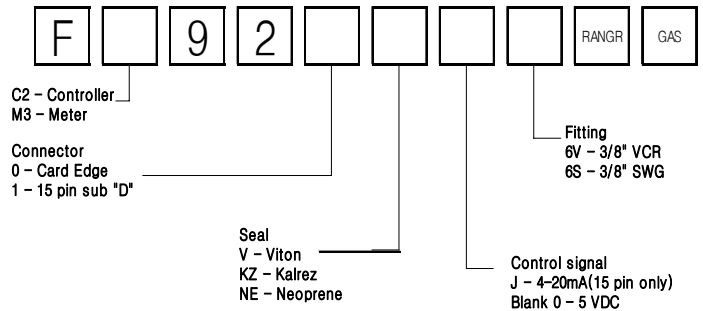 F 9 2 RANGR GAS
C2 - Controller
M3 - Meter
Connector
0 - Card Edge
1 - 15 pin sub "D"
Fitting
6V - 3/8" VCR
6S - 3/8" SWG
Seal
V - Viton
KZ - Kalrez
NE - Neoprene
Control signal
J - 4-20mA(15 pin only)
Blank 0 - 5 VDC